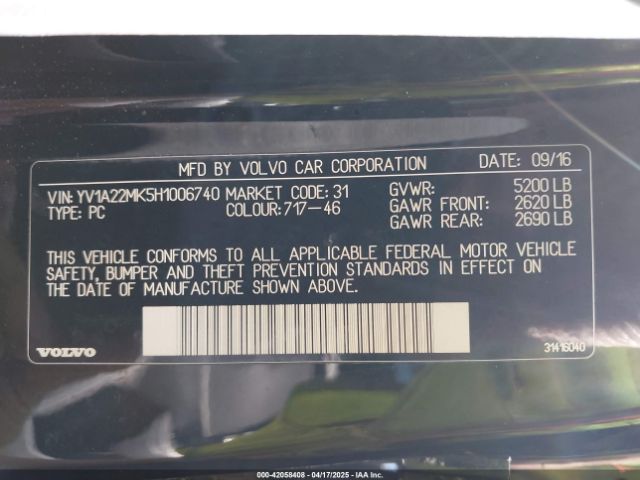 MFD BY VOLVO CAR CORPORATION DATE: 09/16
VIN: YV1A22MK5H1006740 MARKET CODE: 31 GVWR: 5200 LB
TYPE: PC COLOUR: 717-46 GAWR FRONT: 2620 LB
GAWR REAR: 2690 LB
THIS VEHICLE CONFORMS TO ALL APPLICABLE FEDERAL MOTOR VEHICLE
SAFETY, BUMPER AND THEFT PREVENTION STANDARDS IN EFFECT ON
THE DATE OF MANUFACTURE SHOWN ABOVE.
VOLVO 31416040
000-42058408 - 04/17/2025 - IAA Inc.